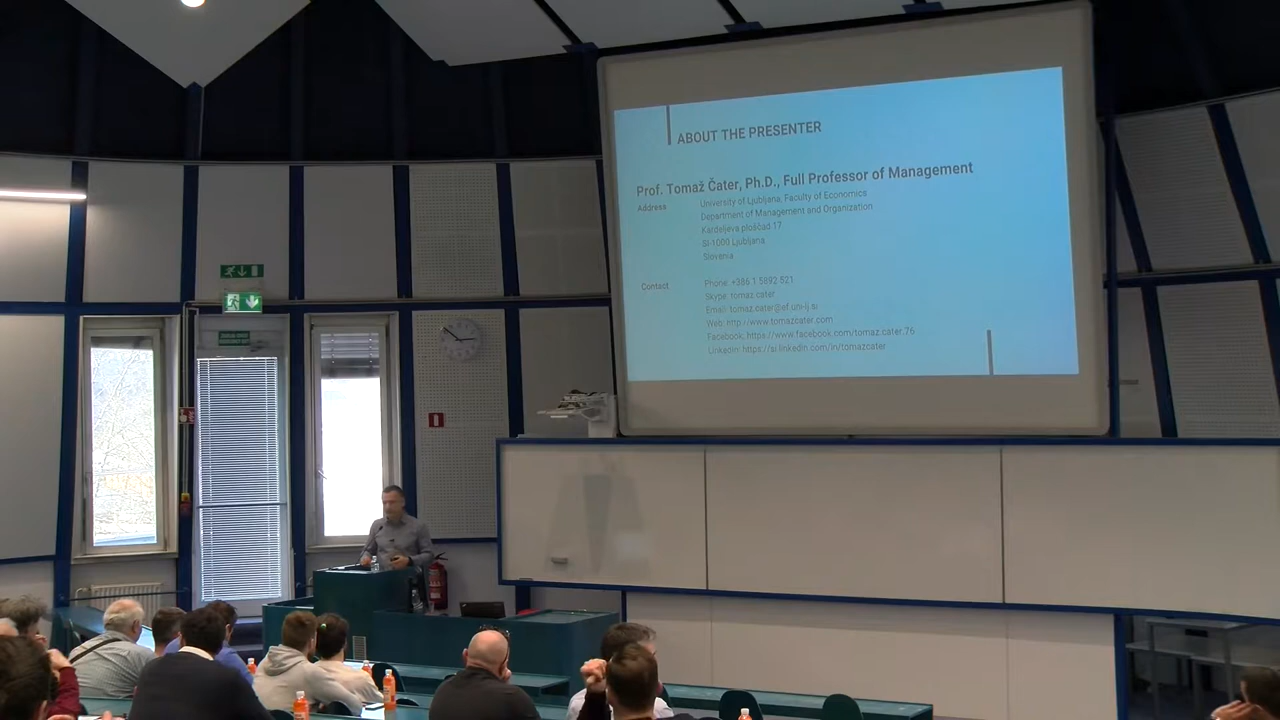 ABOUT THE PRESENTER
Prof. Tomaž Čater, Ph.D., Full Professor of Management
Address
University of Ljubljana, Faculty of Economics
Department of Management and Organization
Kardeljeva ploščad 17
SI-1000 Ljubljana
Slovenia
Contact
Phone: +386 1 5892 521
Skype: tomaz.cater
Email: tomaz.cater@ef.uni-lj.si
Web: http://www.tomazcater.com
Facebook: https://www.facebook.com/tomaz.cater.76
LinkedIn: https://si.linkedin.com/in/tomazcater